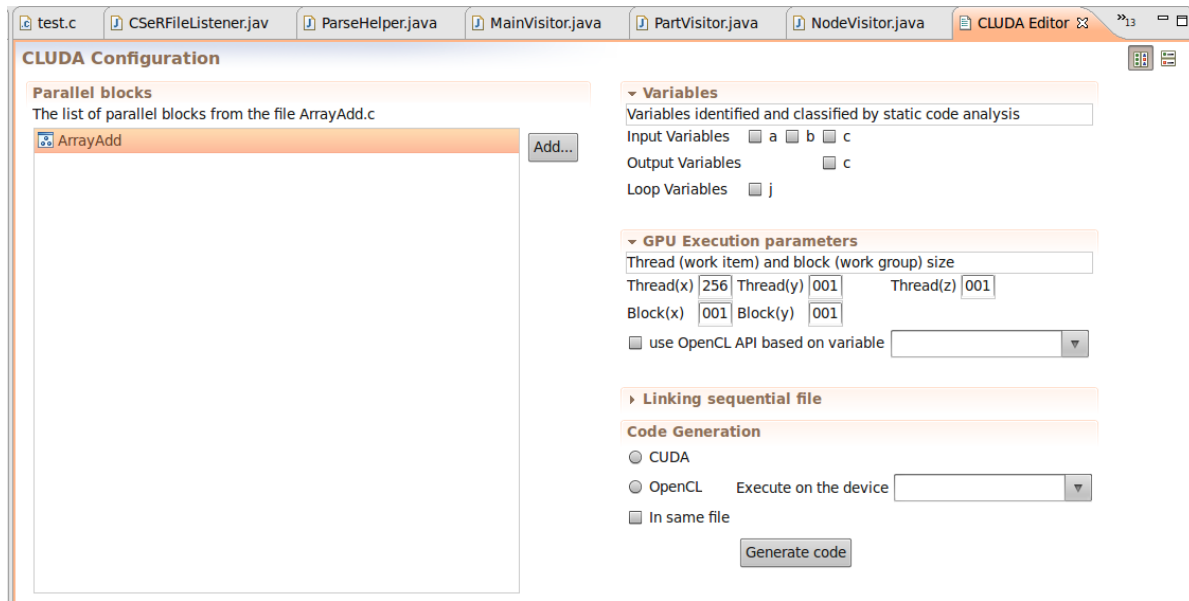 test.c CSeRFileListener.jav ParseHelper.java MainVisitor.java PartVisitor.java NodeVisitor.java CLUDA Editor »13
CLUDA Configuration
Parallel blocks
The list of parallel blocks from the file ArrayAdd.c
ArrayAdd
Add...
Variables
Variables identified and classified by static code analysis
Input Variables a b c
Output Variables c
Loop Variables j
GPU Execution parameters
Thread (work item) and block (work group) size
Thread(x) 256 Thread(y) 001 Thread(z) 001
Block(x) 001 Block(y) 001
use OpenCL API based on variable
Linking sequential file
Code Generation
CUDA
OpenCL Execute on the device
In same file
Generate code